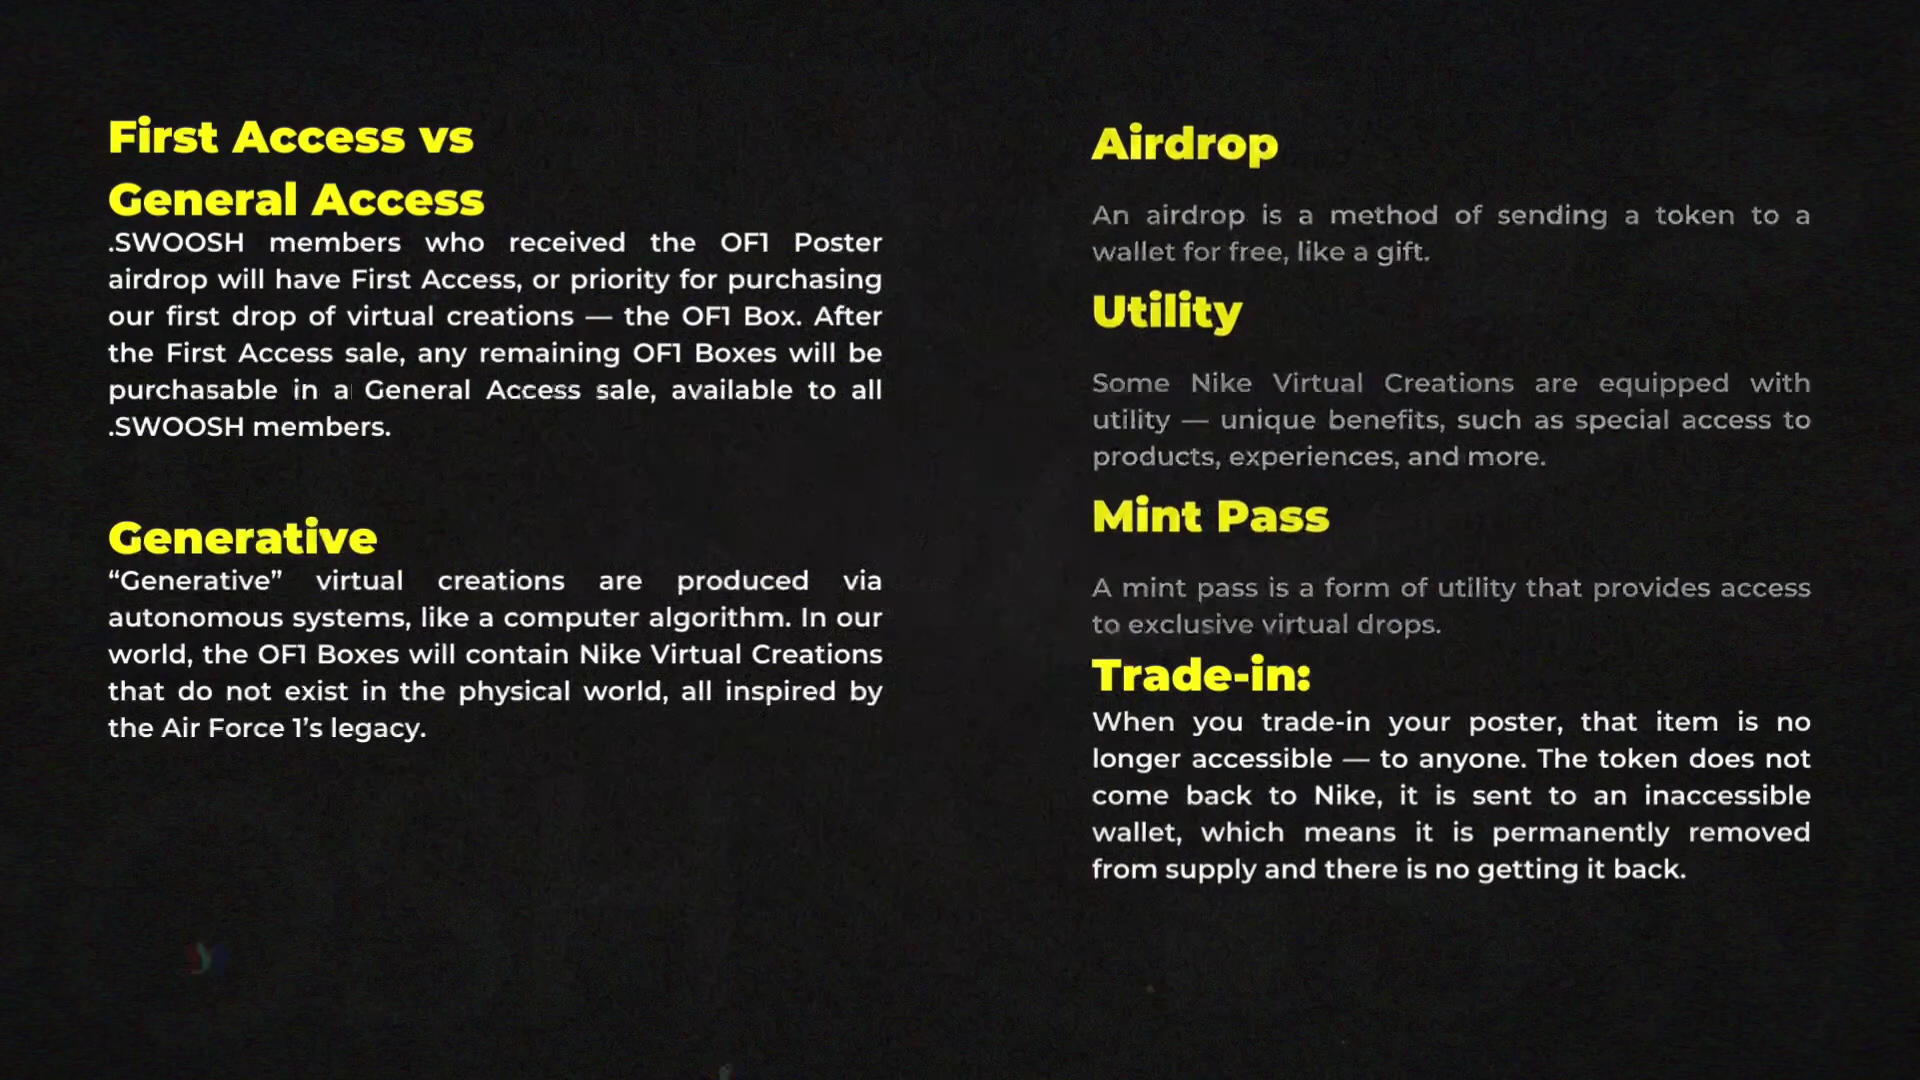 First Access vs
General Access
.SWOOSH members who received the OF1 Poster
airdrop will have First Access, or priority for purchasing
our first drop of virtual creations — the OF1 Box. After
the First Access sale, any remaining OF1 Boxes will be
purchasable in a General Access sale, available to all
.SWOOSH members.
Generative
“Generative” virtual creations are produced via
autonomous systems, like a computer algorithm. In our
world, the OF1 Boxes will contain Nike Virtual Creations
that do not exist in the physical world, all inspired by
the Air Force 1’s legacy.
Airdrop
An airdrop is a method of sending a token to a
wallet for free, like a gift.
Utility
Some Nike Virtual Creations are equipped with
utility — unique benefits, such as special access to
products, experiences, and more.
Mint Pass
A mint pass is a form of utility that provides access
to exclusive virtual drops.
Trade-in:
When you trade-in your poster, that item is no
longer accessible — to anyone. The token does not
come back to Nike, it is sent to an inaccessible
wallet, which means it is permanently removed
from supply and there is no getting it back.